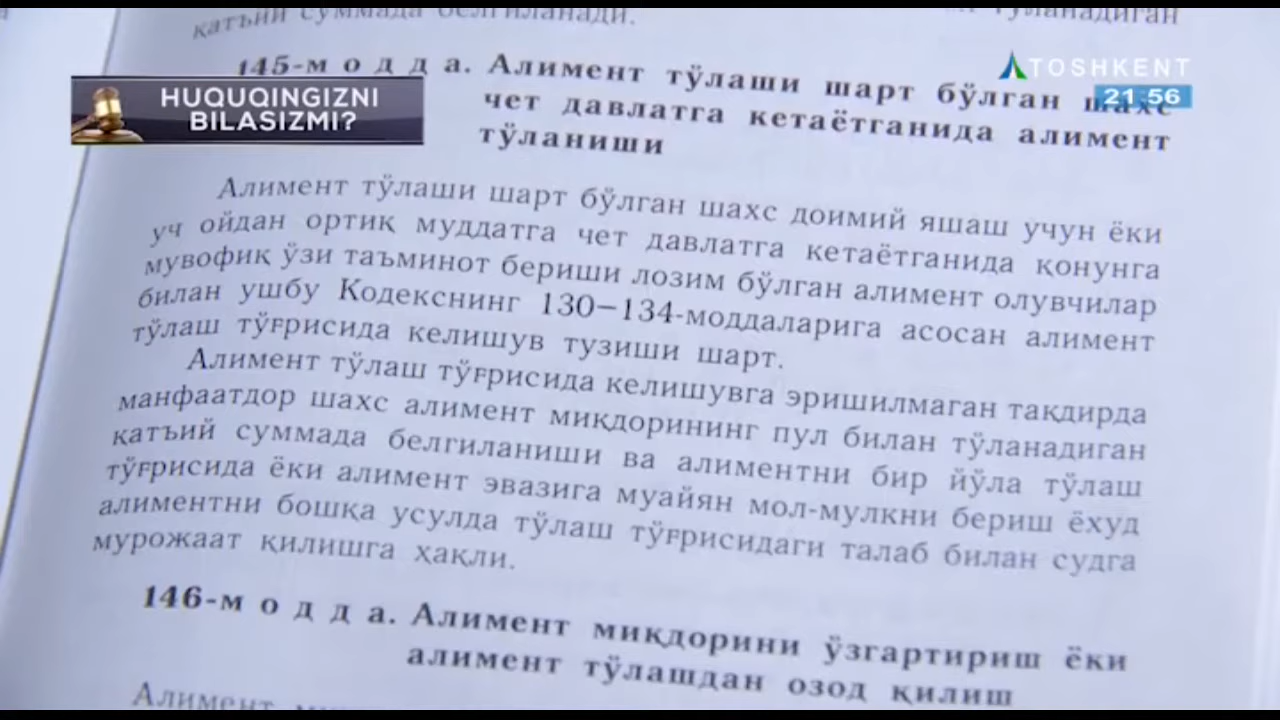 қатъий суммада белгиланади. тўланадиган
145-м о д д а. Алимент тўлаши шарт бўлган шахс
чет давлатга кетаётганида алимент
тўланиши
TOSHKENT
21:56
HUQUQINGIZNI
BILASIZMI?
Алимент тўлаши шарт бўлган шахс доимий яшаш учун ёки
уч ойдан ортиқ муддатга чет давлатга кетаётганида қонунга
мувофиқ ўзи таъминот бериши лозим бўлган алимент олувчилар
билан ушбу Кодекснинг 130—134-моддаларига асосан алимент
тўлаш тўғрисида келишув тузиши шарт.
Алимент тўлаш тўғрисида келишувга эришилмаган тақдирда
манфаатдор шахс алимент миқдорининг пул билан тўланадиган
қатъий суммада белгиланиши ва алиментни бир йўла тўлаш
тўғрисида ёки алимент эвазига муайян мол-мулкни бериш ёхуд
алиментни бошқа усулда тўлаш тўғрисидаги талаб билан судга
мурожаат қилишга ҳақли.
146-м о д д а. Алимент миқдорини ўзгартириш ёки
алимент тўлашдан озод қилиш
Алимент